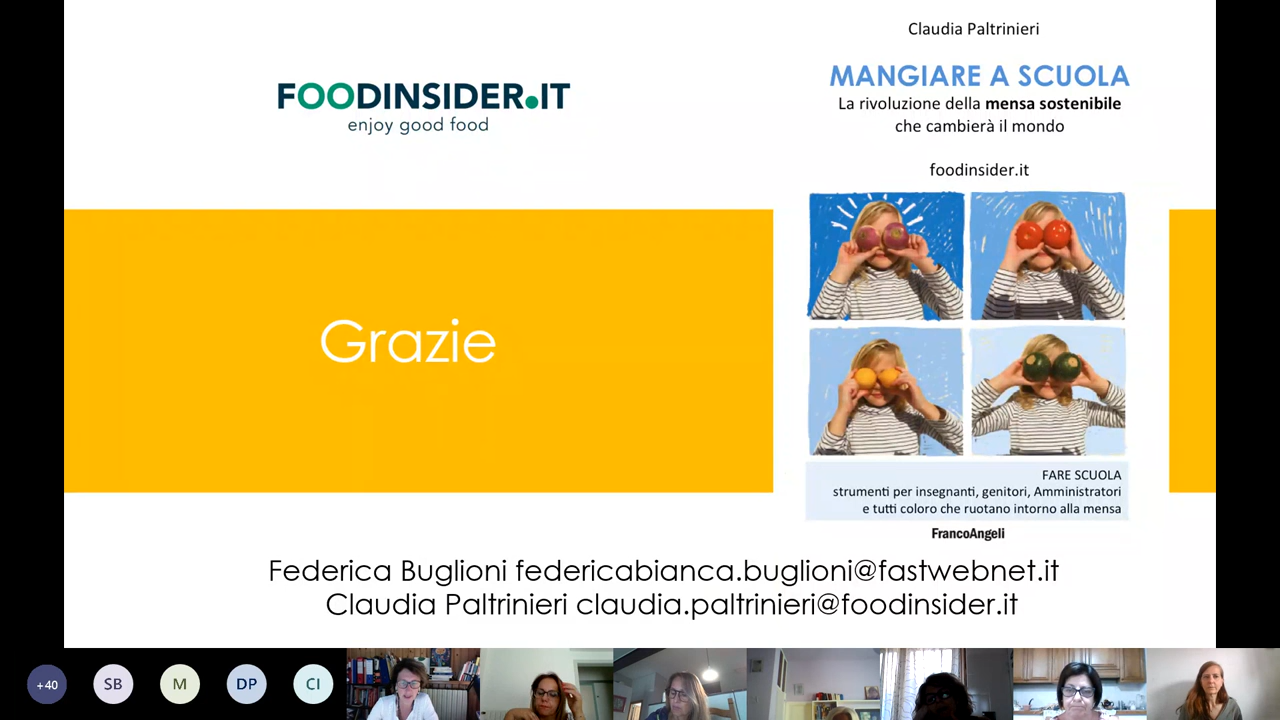 FOODINSIDER.IT
enjoy good food
Claudia Paltrinieri
MANGIARE A SCUOLA
La rivoluzione della mensa sostenibile
che cambierà il mondo
foodinsider.it
Grazie
FARE SCUOLA
strumenti per insegnanti, genitori, Amministratori
e tutti coloro che ruotano intorno alla mensa
FrancoAngeli
Federica Buglioni federicabianca.buglioni@fastwebnet.it
Claudia Paltrinieri claudia.paltrinieri@foodinsider.it
+40
SB
M
DP
CI